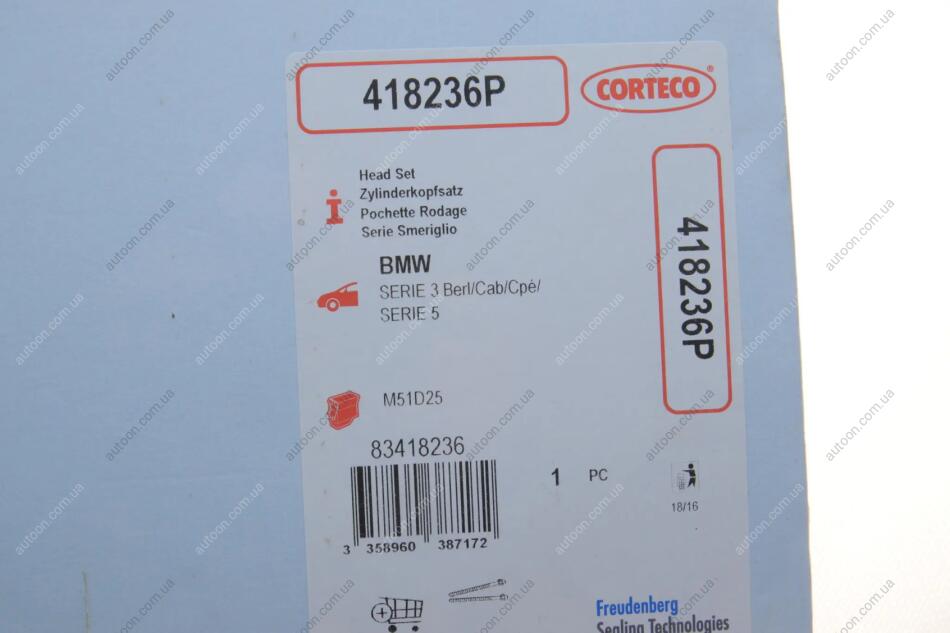 418236P
CORTECO®
Head Set
Zylinderkopfsatz
Pochette Rodage
Serie Smeriglio
418236P
BMW
SERIE 3 Berl/Cab/Cpè/
SERIE 5
M51D25
83418236
1 PC
18/16
3 358960 387172
Freudenberg
Sealing Technologies
autoon.com.ua